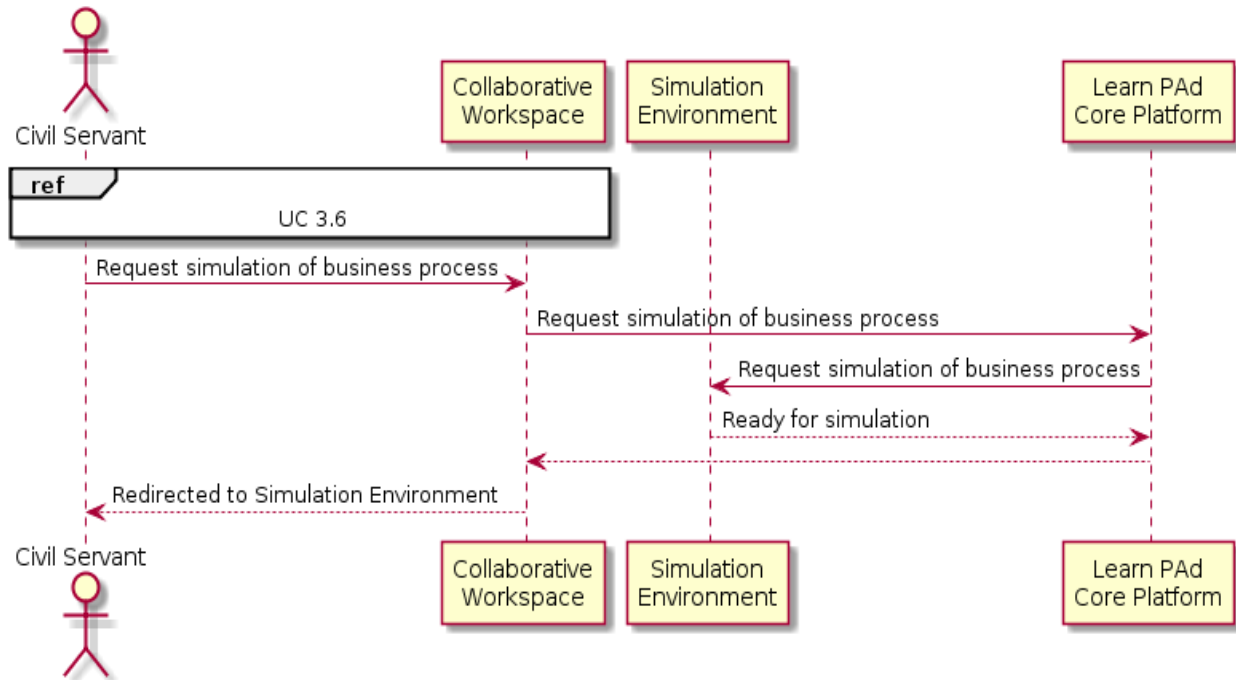 Civil Servant
Collaborative
Workspace
Simulation
Environment
Learn PAd
Core Platform
ref
UC 3.6
Request simulation of business process
Request simulation of business process
Request simulation of business process
Ready for simulation
Redirected to Simulation Environment
Civil Servant
Collaborative
Workspace
Simulation
Environment
Learn PAd
Core Platform